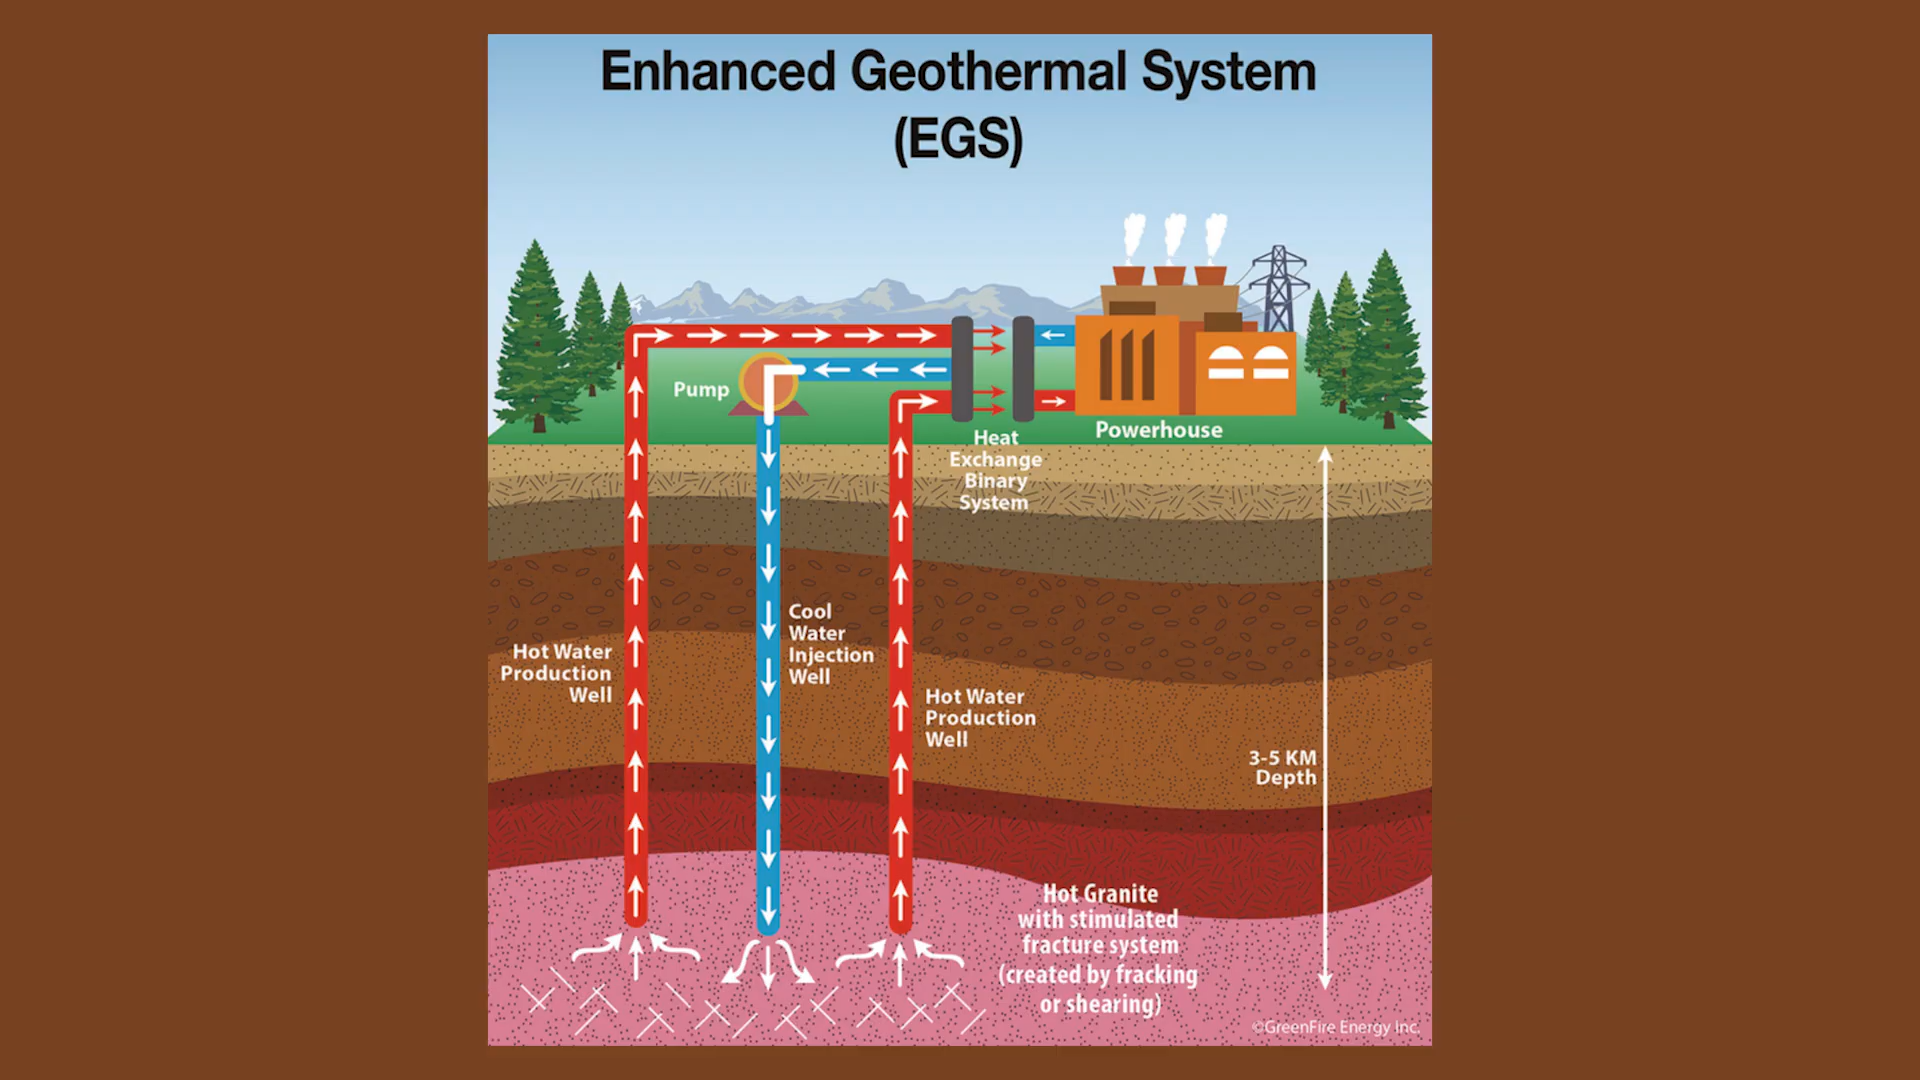 Enhanced Geothermal System
(EGS)
Pump
Heat
Exchange
Binary
System
Powerhouse
Cool
Water
Injection
Well
Hot Water
Production
Well
Hot Water
Production
Well
3-5 KM
Depth
Hot Granite
with stimulated
fracture system
(created by fracking
or shearing)
©GreenFire Energy Inc.